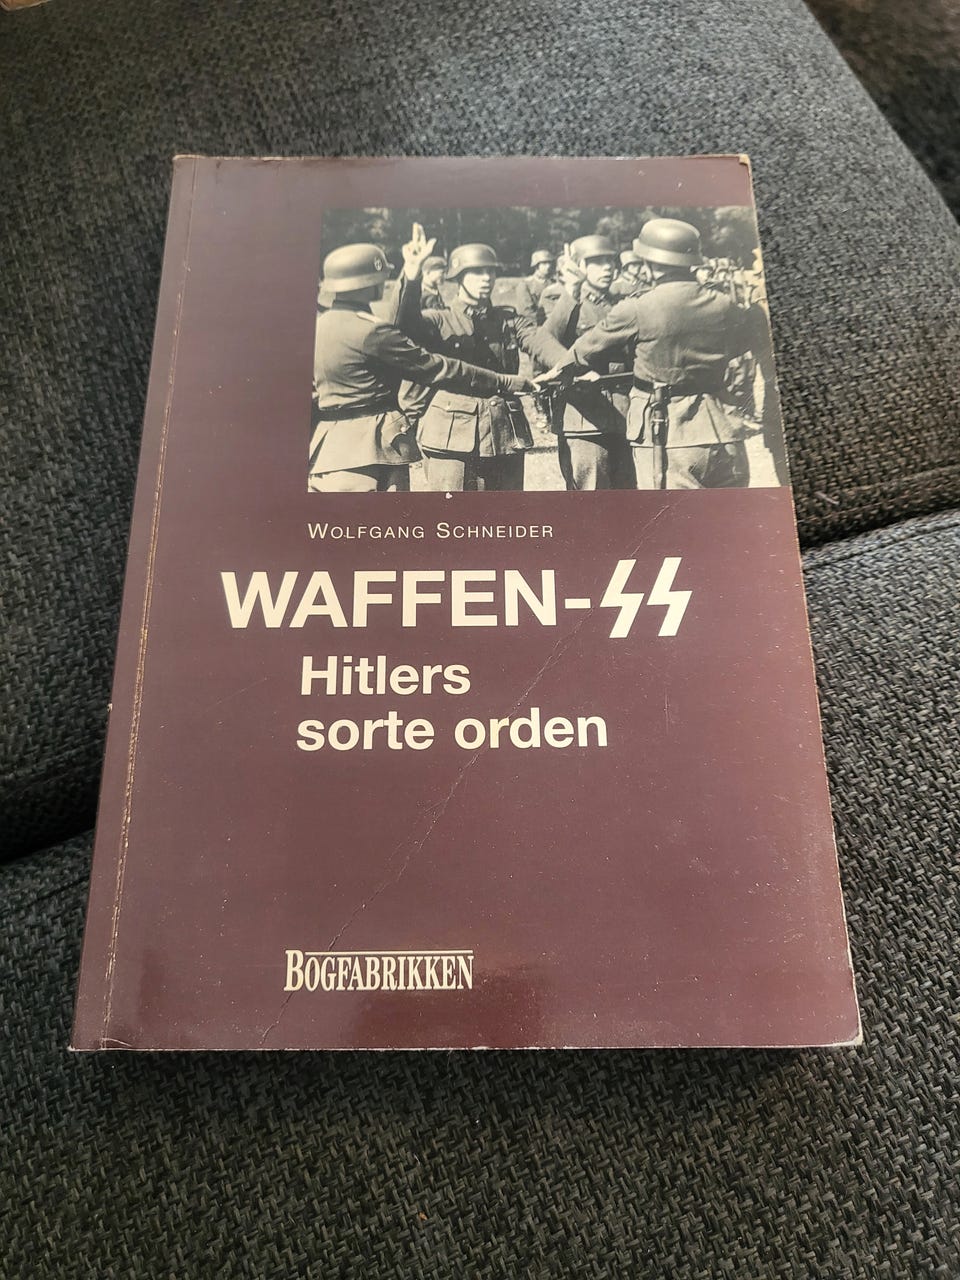 WOLFGANG SCHNEIDER
WAFFEN-SS
Hitlers
sorte orden
BOGFABRIKKEN